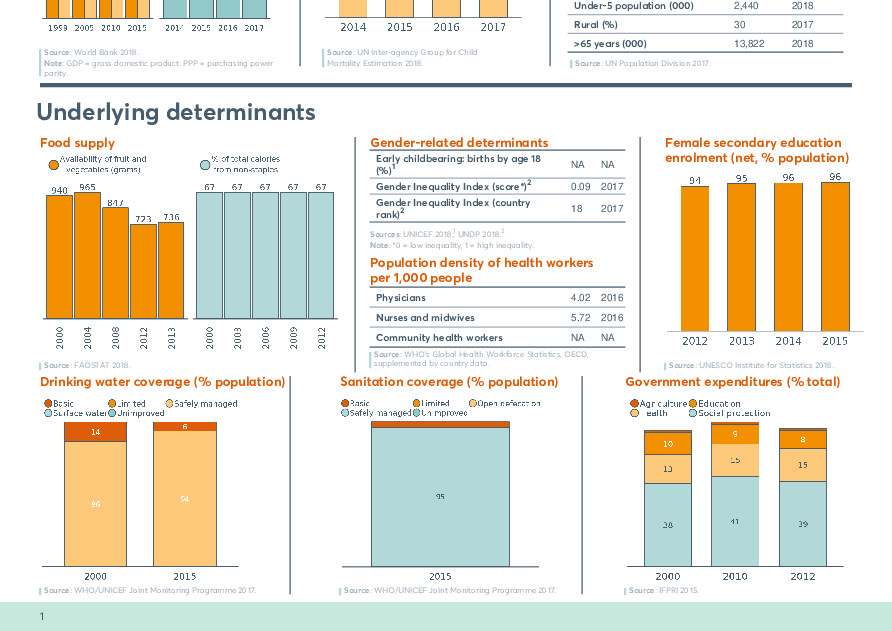 1999 2005 2010 2015
2014 2015 2016 2017
Source: World Bank 2018.
Note: GDP = gross domestic product. PPP = purchasing power
parity.
2014 2015 2016 2017
Source: UN Inter-agency Group for Child
Mortality Estimation 2018.
Under-5 population (000) 2,440 2018
Rural (%) 30 2017
>65 years (000) 13,822 2018
Source: UN Population Division 2017.
Underlying determinants
Food supply
Availability of fruit and
vegetables (grams)
% of total calories
from non-staples
940 965 847 723 736
67 67 67 67 67
2000 2004 2008 2012 2013
2000 2003 2006 2009 2012
Source: FAOSTAT 2018.
Gender-related determinants
Early childbearing: births by age 18
(%)¹ NA NA
Gender Inequality Index (score*)² 0.09 2017
Gender Inequality Index (country
rank)² 18 2017
Sources: UNICEF 2018,¹ UNDP 2018.²
Note: *0 = low inequality, 1 = high inequality.
Population density of health workers
per 1,000 people
Physicians 4.02 2016
Nurses and midwives 5.72 2016
Community health workers NA NA
Source: WHO's Global Health Workforce Statistics, OECD,
supplemented by country data.
Female secondary education
enrolment (net, % population)
94 95 96 96
2012 2013 2014 2015
Source: UNESCO Institute for Statistics 2018.
Drinking water coverage (% population)
Basic Limited Safely managed
Surface water Unimproved
14 6
86 94
2000 2015
Source: WHO/UNICEF Joint Monitoring Programme 2017.
Sanitation coverage (% population)
Basic Limited Open defecation
Safely managed Unimproved
95
2015
Source: WHO/UNICEF Joint Monitoring Programme 2017.
Government expenditures (% total)
Agriculture Education
Health Social protection
10 9 8
13 15 15
38 41 39
2000 2010 2012
Source: IFPRI 2015.
1